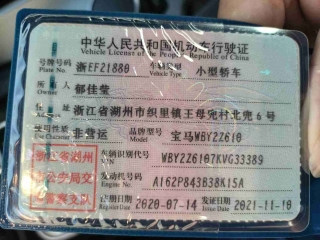 中华人民共和国机动车行驶证
Vehicle License of the People's Republic of China
号牌号码 浙EF21880 车辆类型 小型轿车
Plate No. Vehicle Type
所有人 郁佳莹
住址 浙江省湖州市织里镇王母兜村北兜6号
使用性质 非营运 品牌型号 宝马WBY2Z610
浙江省湖州 车辆识别代号 WBY2Z6107KVG33389
VIN
市公安局交 发动机号码 A162P843B38K15A
Engine No.
警察支队 注册日期 2020-07-14 发证日期 2021-11-10
Register Date Issue Date